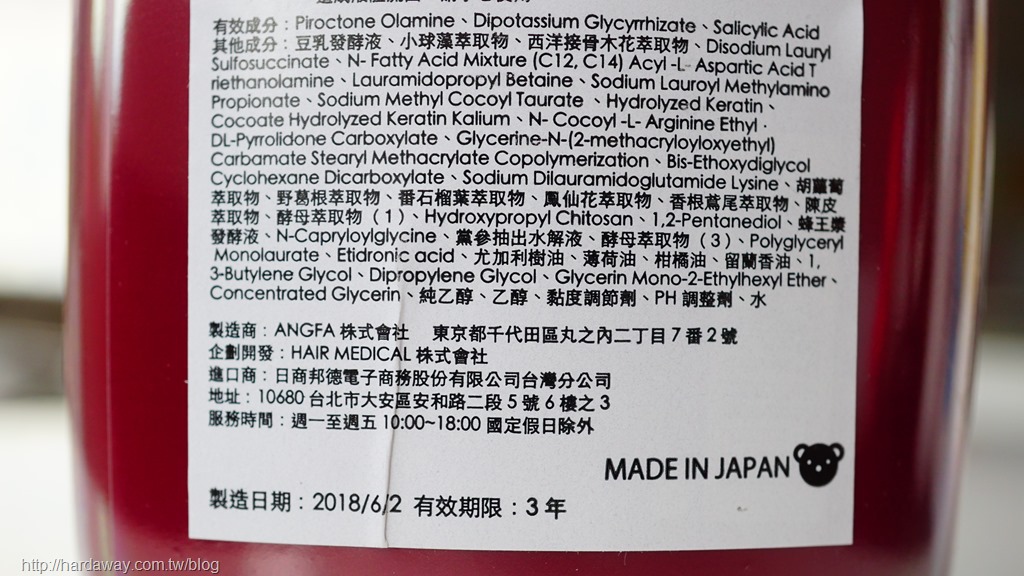 有效成分：Piroctone Olamine、Dipotassium Glycyrrhizate、Salicylic Acid
其他成分：豆乳發酵液、小球藻萃取物、西洋接骨木花萃取物、Disodium Lauryl
Sulfosuccinate、N- Fatty Acid Mixture (C12, C14) Acyl -L- Aspartic Acid T
riethanolamine、Lauramidopropyl Betaine、Sodium Lauroyl Methylamino
Propionate、Sodium Methyl Cocoyl Taurate 、Hydrolyzed Keratin、
Cocoate Hydrolyzed Keratin Kalium、N- Cocoyl -L- Arginine Ethyl ·
DL-Pyrrolidone Carboxylate、Glycerine-N-(2-methacryloyloxyethyl)
Carbamate Stearyl Methacrylate Copolymerization、Bis-Ethoxydiglycol
Cyclohexane Dicarboxylate、Sodium Dilauramidoglutamide Lysine、胡蘿蔔
萃取物、野葛根萃取物、番石榴葉萃取物、鳳仙花萃取物、香根鳶尾萃取物、陳皮
萃取物、酵母萃取物（1）、Hydroxypropyl Chitosan、1,2-Pentanediol、蜂王漿
發酵液、N-Capryloylglycine、黨參抽出水解液、酵母萃取物（3）、Polyglyceryl
Monolaurate、Etidronic acid、尤加利樹油、薄荷油、柑橘油、留蘭香油、1,
3-Butylene Glycol、Dipropylene Glycol、Glycerin Mono-2-Ethylhexyl Ether、
Concentrated Glycerin、純乙醇、乙醇、黏度調節劑、PH 調整劑、水
製造商：ANGFA 株式會社 東京都千代田區丸之內二丁目 7 番 2 號
企劃開發：HAIR MEDICAL 株式會社
進口商：日商邦德電子商務股份有限公司台灣分公司
地址：10680 台北市大安區安和路二段 5 號 6 樓之 3
服務時間：週一至週五 10:00~18:00 國定假日除外
MADE IN JAPAN
製造日期：2018/6/2 有效期限：3 年
http://hardaway.com.tw/blog